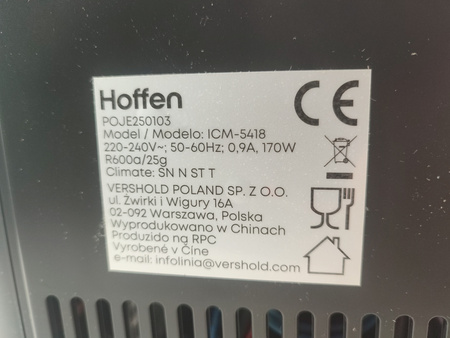 Hoffen
CE
POJE250103
Model / Modelo: ICM-5418
220-240V~; 50-60Hz; 0,9A, 170W
R600a/25g
Climate: SN N ST T
VERSHOLD POLAND SP. Z O.O.
ul. Żwirki i Wigury 16A
02-092 Warszawa, Polska
Wyprodukowano w Chinach
Produzido na RPC
Vyrobené v Číne
e-mail: infolinia@vershold.com